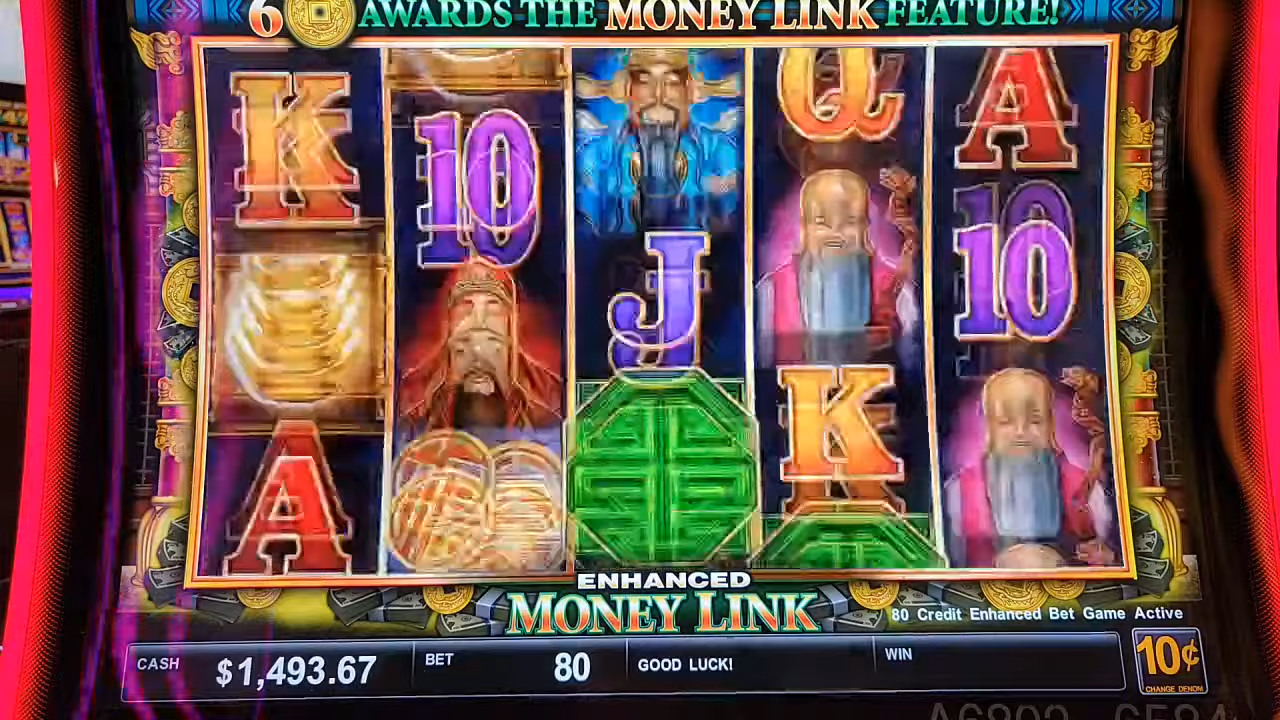 6 AWARDS THE MONEY LINK FEATURE!
K 10 Q A
J 10
A K
ENHANCED
MONEY LINK
80 Credit Enhanced Bet Game Active
CASH $1,493.67 BET 80 GOOD LUCK! WIN
10¢
CHANGE DENOM